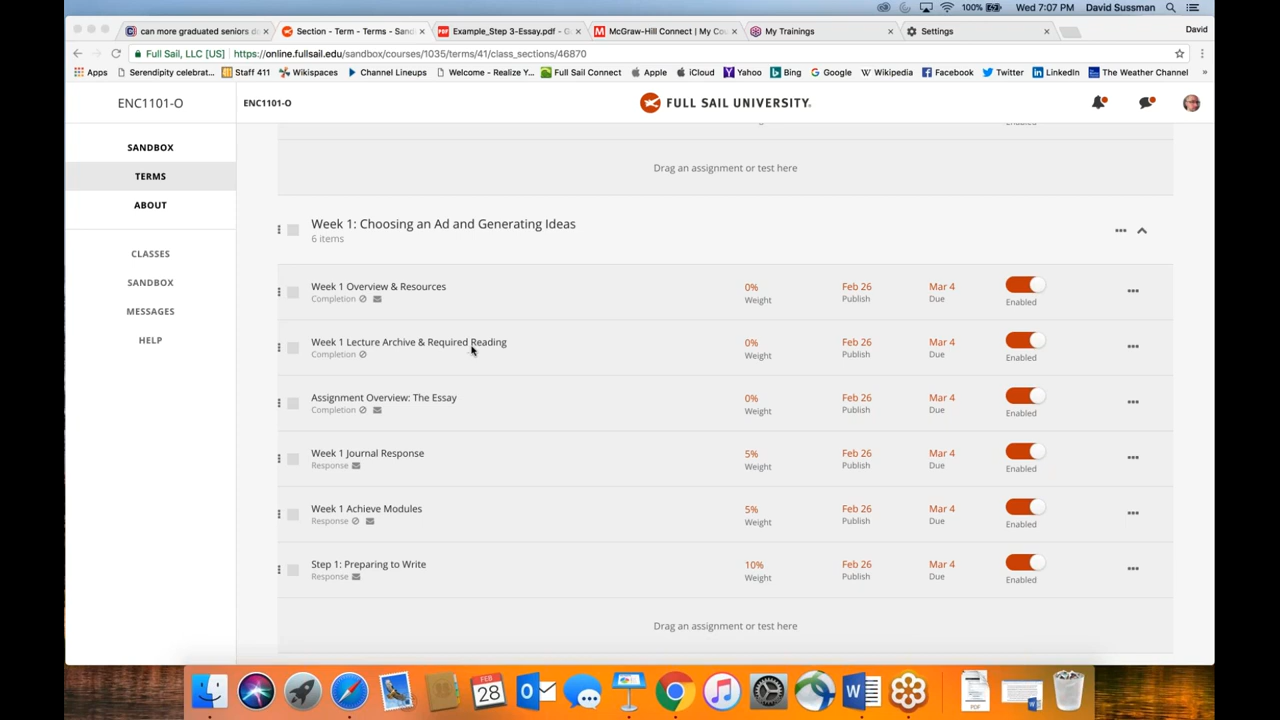 100% Wed 7:07 PM David Sussman
can more graduated seniors d
Section - Term - Terms - Sand
Example_Step 3-Essay.pdf - G
McGraw-Hill Connect | My Cou
My Trainings
Settings
David
Full Sail, LLC [US] https://online.fullsail.edu/sandbox/courses/1035/terms/41/class_sections/46870
Apps Serendipity celebrat... Staff 411 Wikispaces Channel Lineups Welcome - Realize Y... Full Sail Connect Apple iCloud Yahoo Bing Google Wikipedia Facebook Twitter LinkedIn The Weather Channel »
ENC1101-O
ENC1101-O
FULL SAIL UNIVERSITY.
SANDBOX
TERMS
ABOUT
CLASSES
SANDBOX
MESSAGES
HELP
Enabled
Drag an assignment or test here
Week 1: Choosing an Ad and Generating Ideas
6 items
Week 1 Overview & Resources 0% Feb 26 Mar 4
Completion Weight Publish Due Enabled
Week 1 Lecture Archive & Required Reading 0% Feb 26 Mar 4
Completion Weight Publish Due Enabled
Assignment Overview: The Essay 0% Feb 26 Mar 4
Completion Weight Publish Due Enabled
Week 1 Journal Response 5% Feb 26 Mar 4
Response Weight Publish Due Enabled
Week 1 Achieve Modules 5% Feb 26 Mar 4
Response Weight Publish Due Enabled
Step 1: Preparing to Write 10% Feb 26 Mar 4
Response Weight Publish Due Enabled
Drag an assignment or test here
FEB
28
PDF